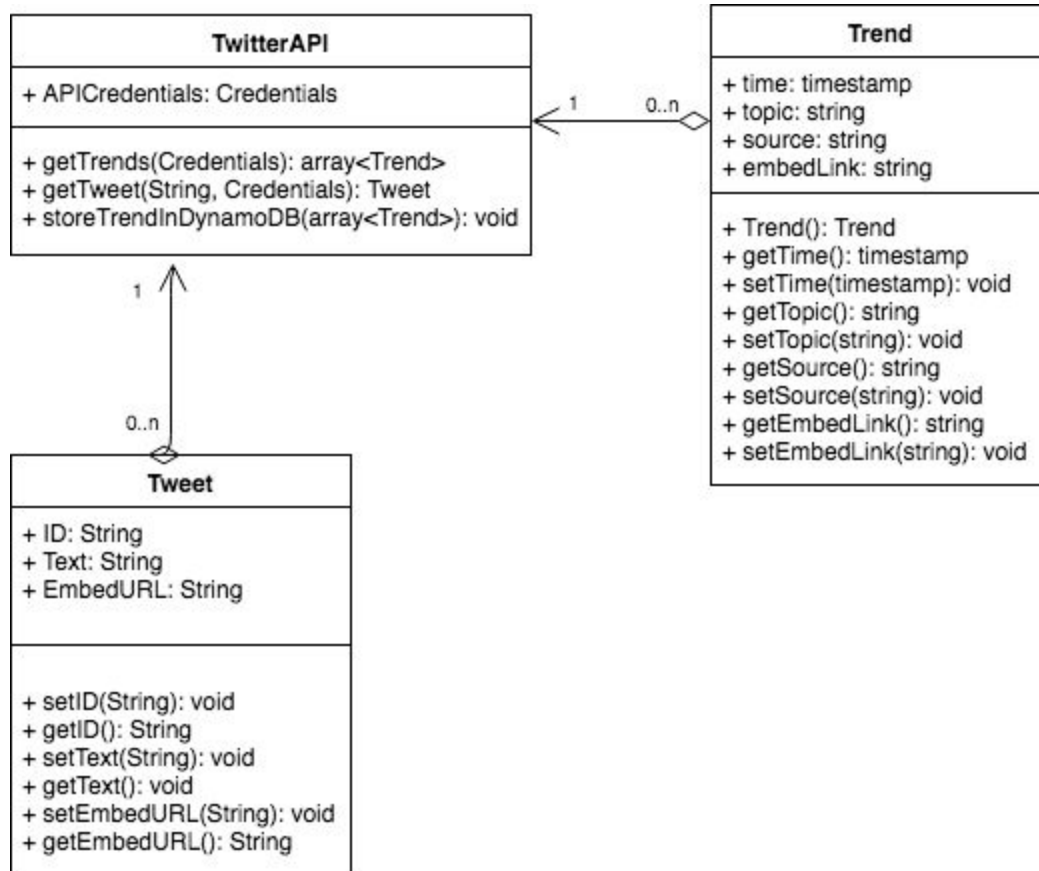 TwitterAPI
+ APICredentials: Credentials
+ getTrends(Credentials): array<Trend>
+ getTweet(String, Credentials): Tweet
+ storeTrendInDynamoDB(array<Trend>): void
1
0..n
Trend
+ time: timestamp
+ topic: string
+ source: string
+ embedLink: string
+ Trend(): Trend
+ getTime(): timestamp
+ setTime(timestamp): void
+ getTopic(): string
+ setTopic(string): void
+ getSource(): string
+ setSource(string): void
+ getEmbedLink(): string
+ setEmbedLink(string): void
1
0..n
Tweet
+ ID: String
+ Text: String
+ EmbedURL: String
+ setID(String): void
+ getID(): String
+ setText(String): void
+ getText(): void
+ setEmbedURL(String): void
+ getEmbedURL(): String